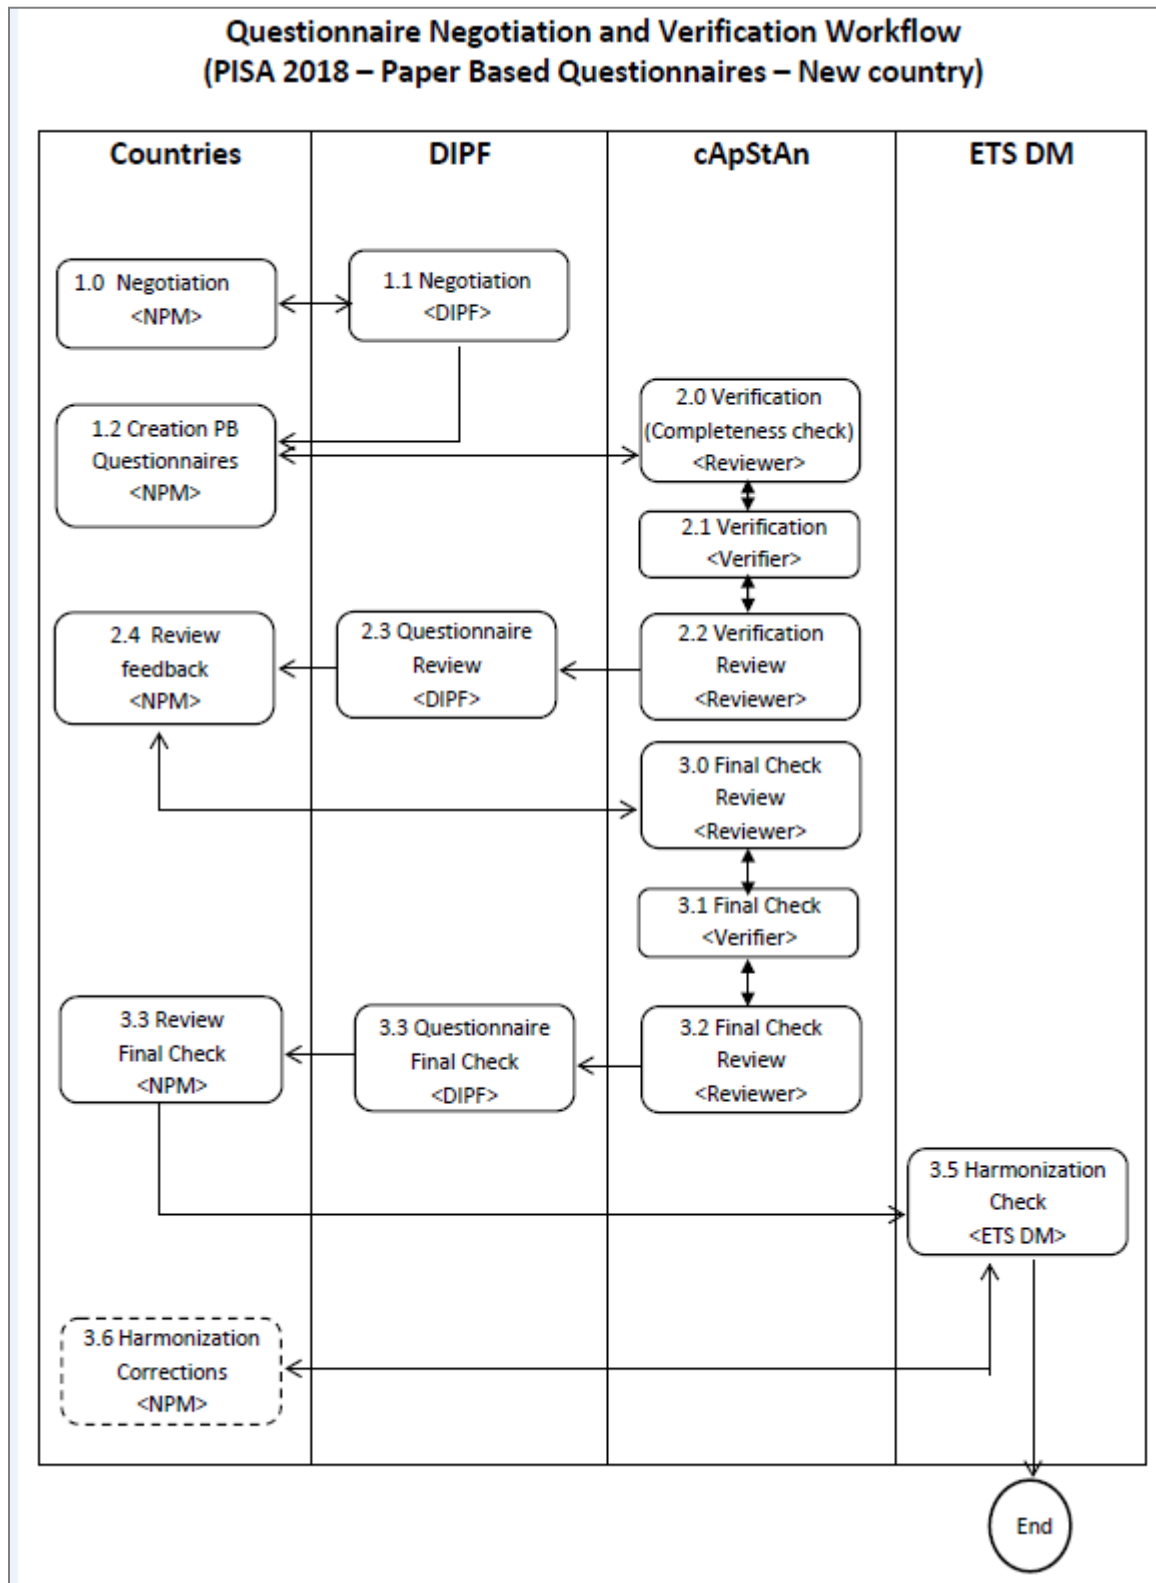 Questionnaire Negotiation and Verification Workflow
(PISA 2018 – Paper Based Questionnaires – New country)
Countries
DIPF
cApStAn
ETS DM
1.0 Negotiation
<NPM>
1.1 Negotiation
<DIPF>
1.2 Creation PB
Questionnaires
<NPM>
2.0 Verification
(Completeness check)
<Reviewer>
2.1 Verification
<Verifier>
2.4 Review
feedback
<NPM>
2.3 Questionnaire
Review
<DIPF>
2.2 Verification
Review
<Reviewer>
3.0 Final Check
Review
<Reviewer>
3.1 Final Check
<Verifier>
3.3 Review
Final Check
<NPM>
3.3 Questionnaire
Final Check
<DIPF>
3.2 Final Check
Review
<Reviewer>
3.5 Harmonization
Check
<ETS DM>
3.6 Harmonization
Corrections
<NPM>
End